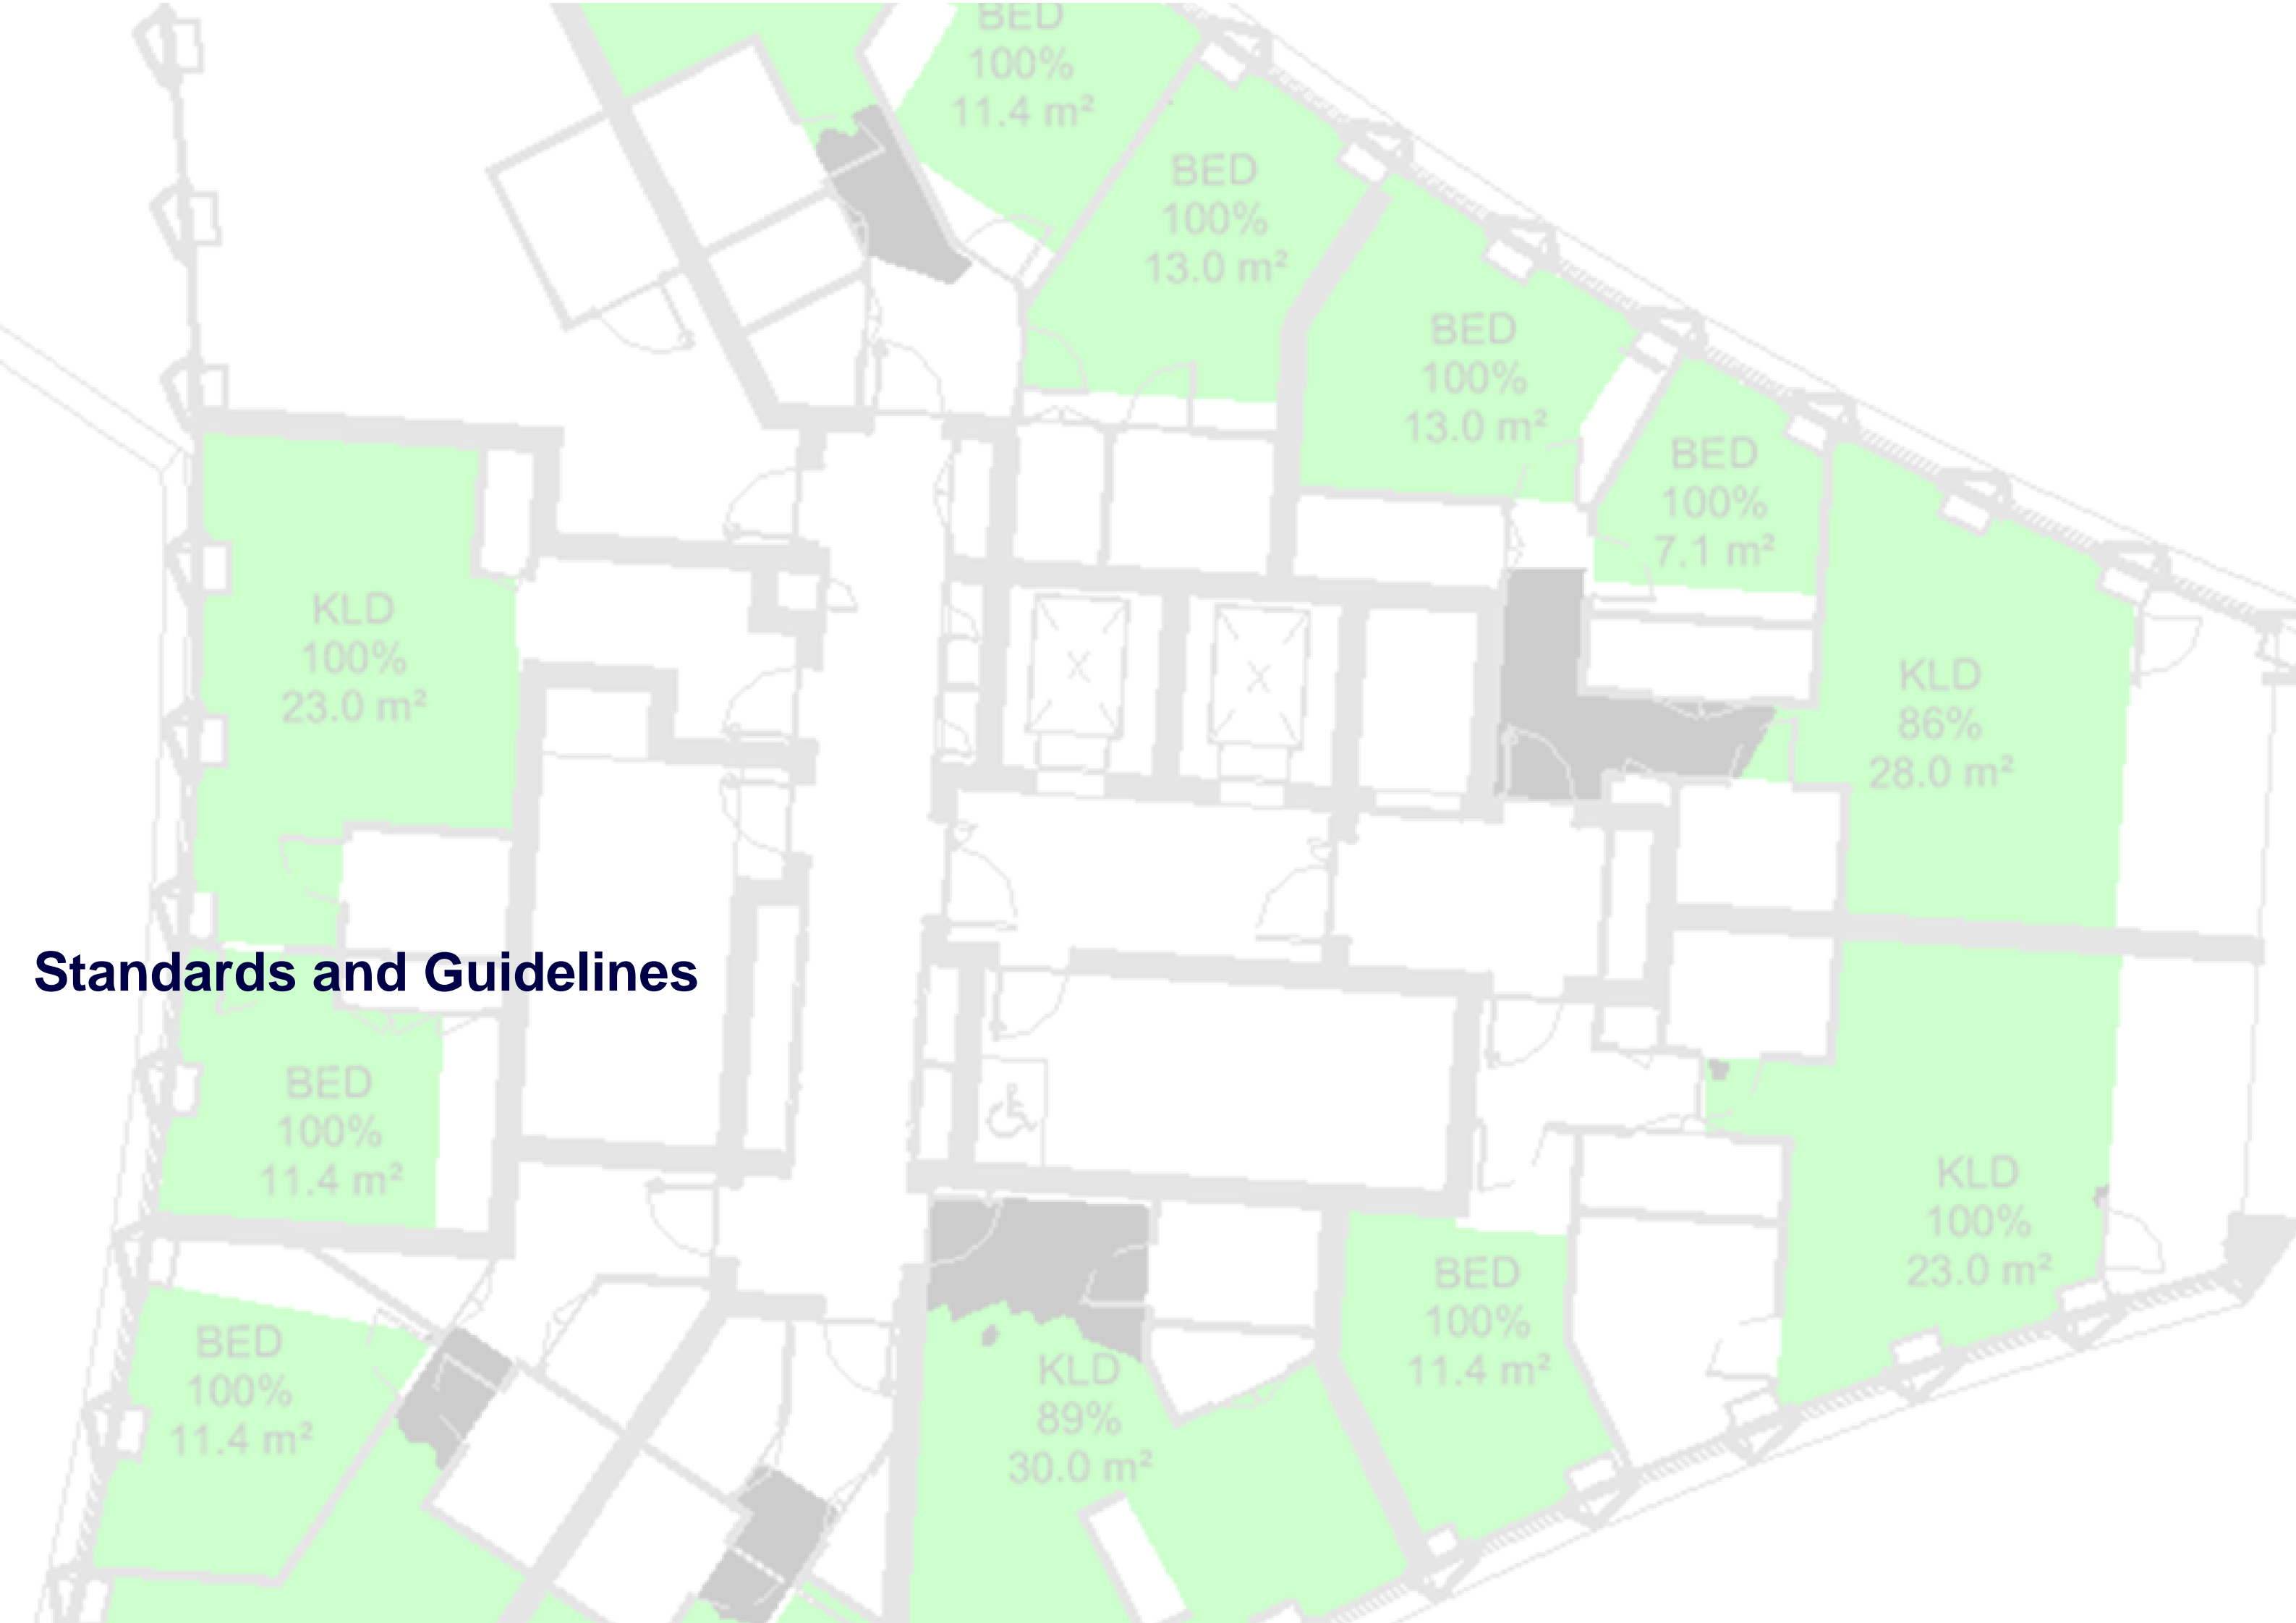 BED
100%
11.4 m²
BED
100%
13.0 m²
BED
100%
13.0 m²
BED
100%
7.1 m²
KLD
100%
23.0 m²
KLD
86%
28.0 m²
Standards and Guidelines
BED
100%
11.4 m²
KLD
100%
23.0 m²
BED
100%
11.4 m²
BED
100%
11.4 m²
KLD
89%
30.0 m²